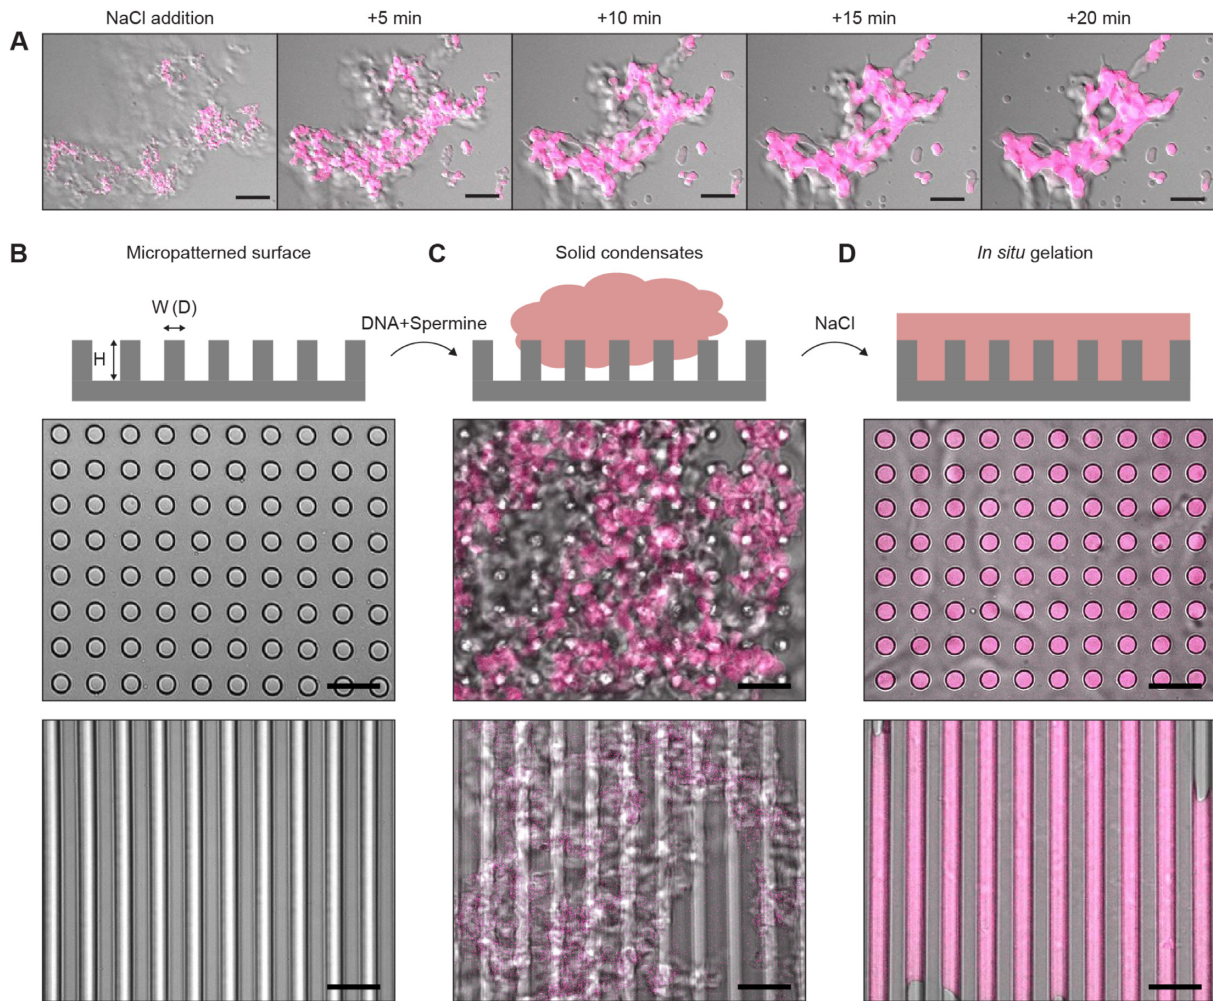 NaCl addition
+5 min
+10 min
+15 min
+20 min
A
B
Micropatterned surface
C
Solid condensates
D
In situ gelation
W (D)
H
DNA+Spermine
NaCl